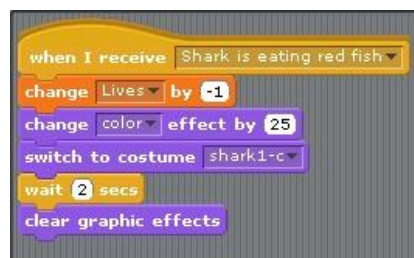 when I receive Shark is eating red fish
change Lives by -1
change color effect by 25
switch to costume shark1-c
wait 2 secs
clear graphic effects